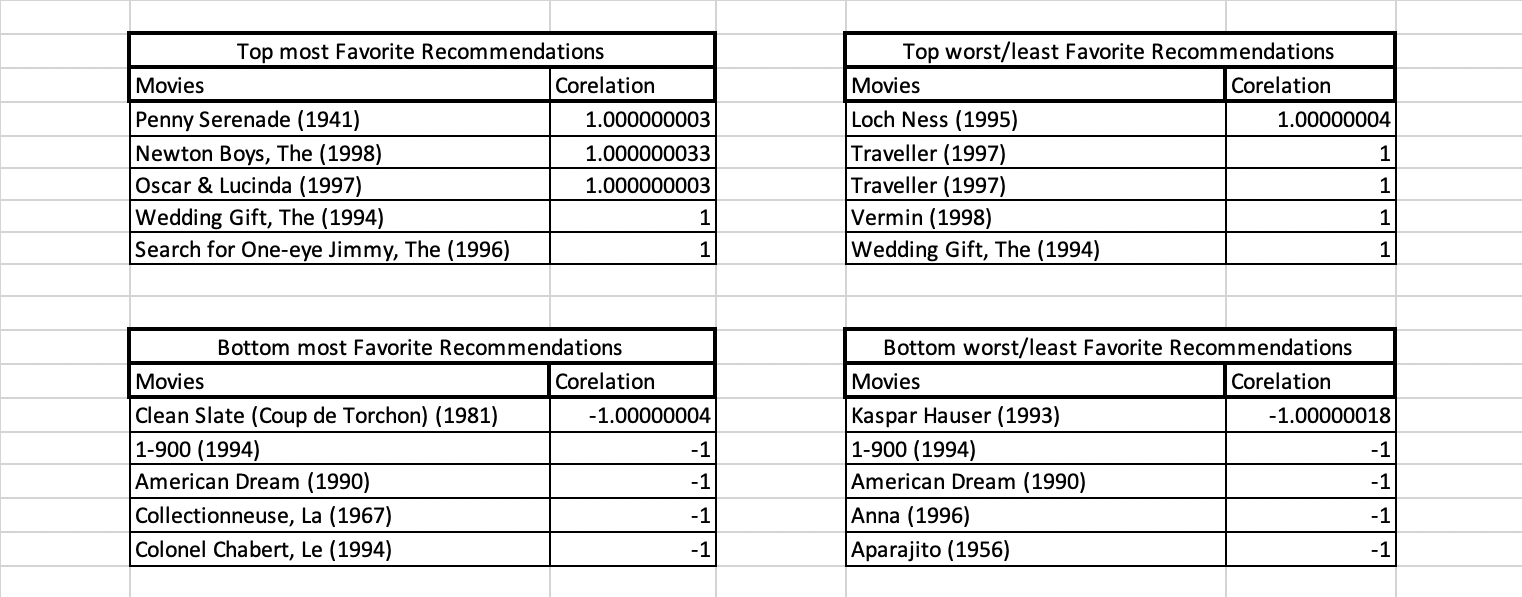 Top most Favorite Recommendations
Movies Corelation
Penny Serenade (1941) 1.000000003
Newton Boys, The (1998) 1.000000033
Oscar & Lucinda (1997) 1.000000003
Wedding Gift, The (1994) 1
Search for One-eye Jimmy, The (1996) 1
Top worst/least Favorite Recommendations
Movies Corelation
Loch Ness (1995) 1.00000004
Traveller (1997) 1
Traveller (1997) 1
Vermin (1998) 1
Wedding Gift, The (1994) 1
Bottom most Favorite Recommendations
Movies Corelation
Clean Slate (Coup de Torchon) (1981) -1.00000004
1-900 (1994) -1
American Dream (1990) -1
Collectionneuse, La (1967) -1
Colonel Chabert, Le (1994) -1
Bottom worst/least Favorite Recommendations
Movies Corelation
Kaspar Hauser (1993) -1.00000018
1-900 (1994) -1
American Dream (1990) -1
Anna (1996) -1
Aparajito (1956) -1